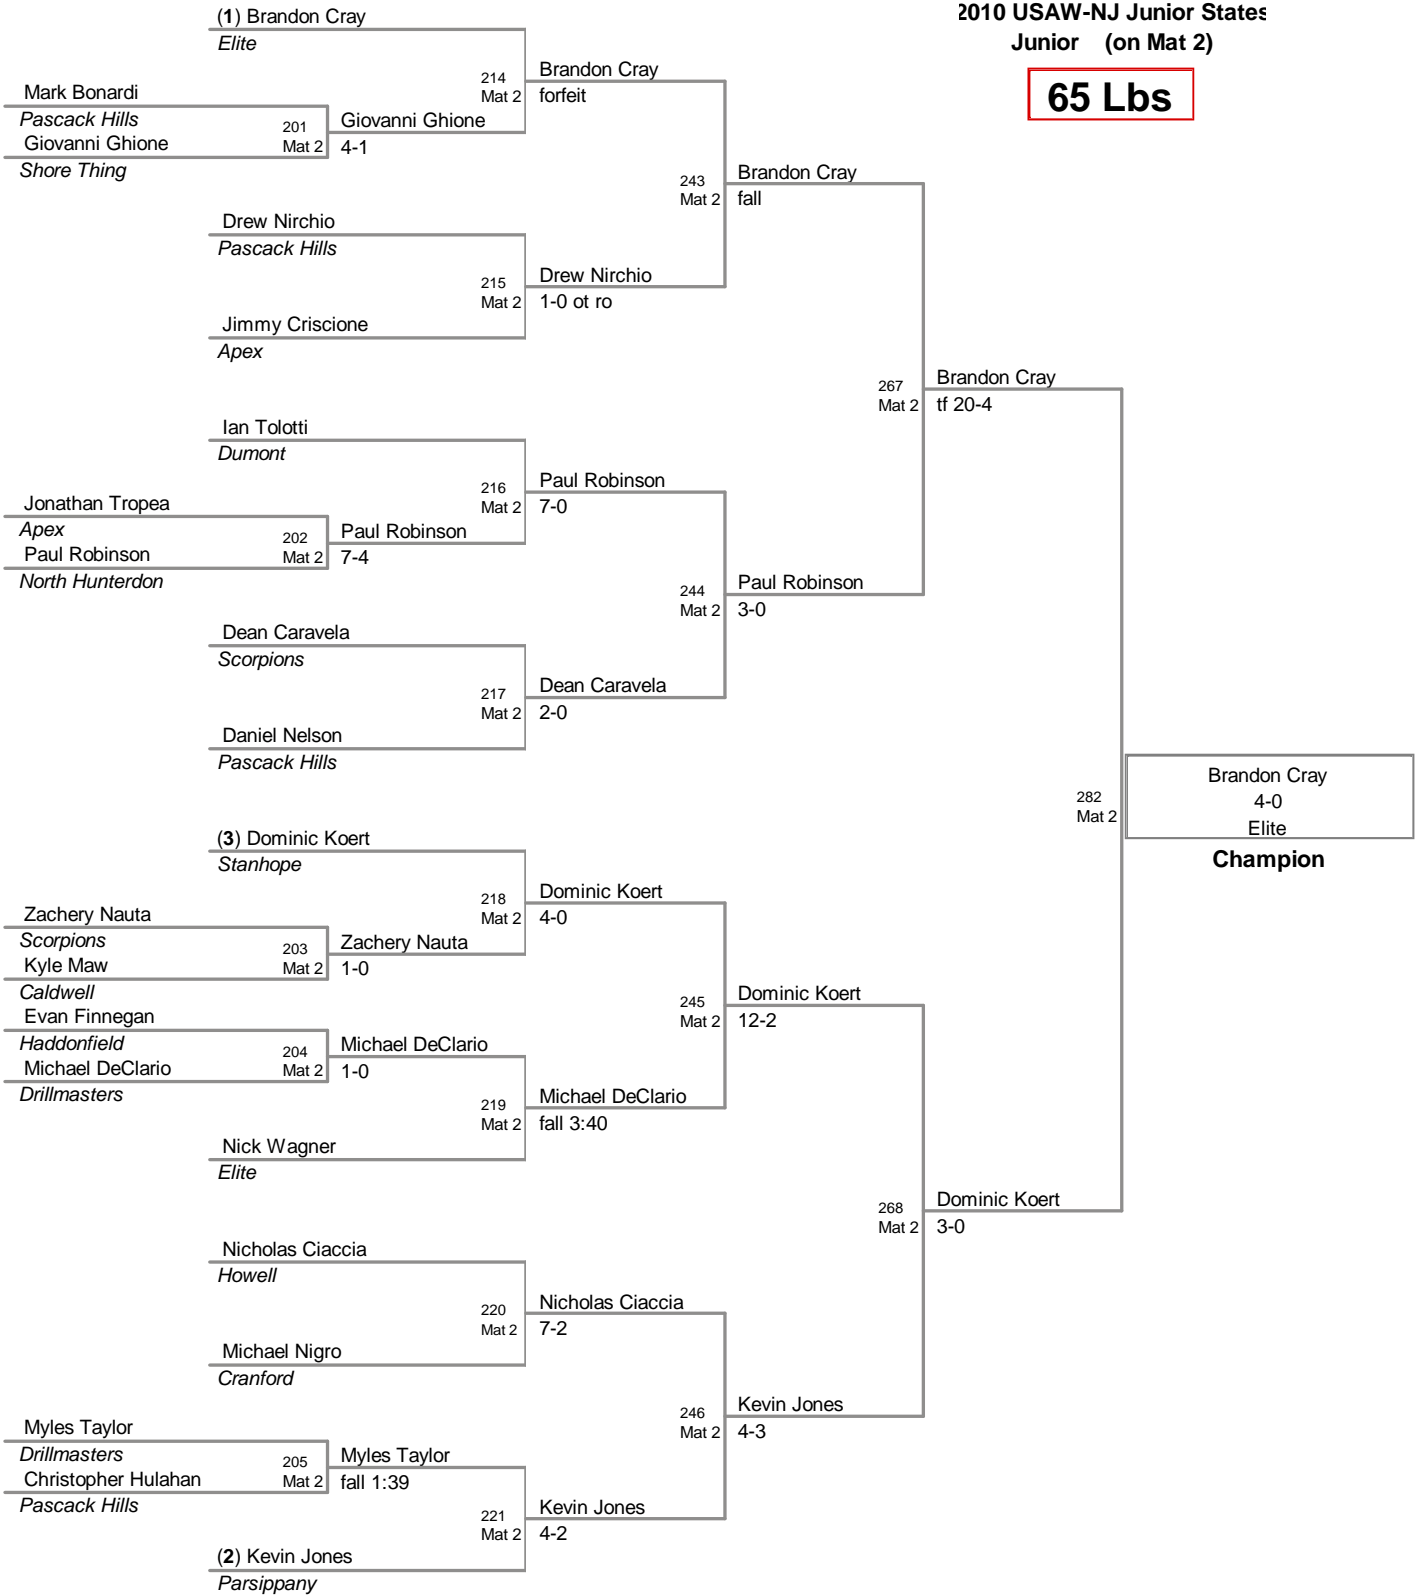 2010 USAW-NJ Junior States
Junior (on Mat 2)
65 Lbs
(1) Brandon Cray
Elite
214
Mat 2
Brandon Cray
forfeit
Mark Bonardi
Pascack Hills
201
Mat 2
Giovanni Ghione
4-1
Giovanni Ghione
Shore Thing
243
Mat 2
Brandon Cray
fall
Drew Nirchio
Pascack Hills
215
Mat 2
Drew Nirchio
1-0 ot ro
Jimmy Criscione
Apex
267
Mat 2
Brandon Cray
tf 20-4
Ian Tolotti
Dumont
216
Mat 2
Paul Robinson
7-0
Jonathan Tropea
Apex
202
Mat 2
Paul Robinson
7-4
Paul Robinson
North Hunterdon
244
Mat 2
Paul Robinson
3-0
Dean Caravela
Scorpions
217
Mat 2
Dean Caravela
2-0
Daniel Nelson
Pascack Hills
282
Mat 2
Brandon Cray
4-0
Elite
Champion
(3) Dominic Koert
Stanhope
218
Mat 2
Dominic Koert
4-0
Zachery Nauta
Scorpions
203
Mat 2
Zachery Nauta
1-0
Kyle Maw
Caldwell
245
Mat 2
Dominic Koert
12-2
Evan Finnegan
Haddonfield
204
Mat 2
Michael DeClario
1-0
Michael DeClario
Drillmasters
219
Mat 2
Michael DeClario
fall 3:40
Nick Wagner
Elite
268
Mat 2
Dominic Koert
3-0
Nicholas Ciaccia
Howell
220
Mat 2
Nicholas Ciaccia
7-2
Michael Nigro
Cranford
246
Mat 2
Kevin Jones
4-3
Myles Taylor
Drillmasters
205
Mat 2
Myles Taylor
fall 1:39
Christopher Hulahan
Pascack Hills
221
Mat 2
Kevin Jones
4-2
(2) Kevin Jones
Parsippany